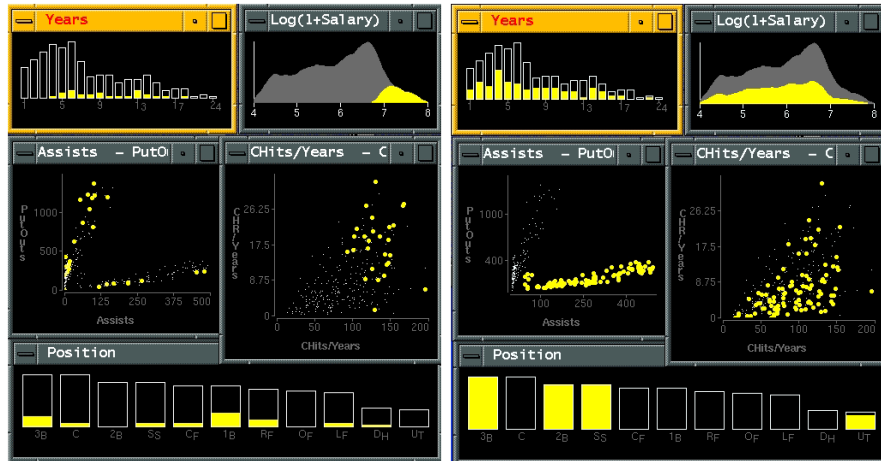 Years
Log(1+Salary)
1 5 9 13 17 24
4 5 6 7 8
Assists - PutOu
CHits/Years - C
PutOuts
1000
500
0
0 125 375 500
Assists
CHR/Years
26.25
17.5
8.75
0
0 50 100 150 200
CHits/Years
Position
3B C 2B SS CF 1B RF OF LF DH UT
Years
Log(1+Salary)
1 5 9 13 17 24
4 5 6 7 8
Assists - PutOu
CHits/Years - C
PutOuts
1000
400
100 400
Assists
CHR/Years
26.25
17.5
8.75
0
0 50 100 150 200
CHits/Years
Position
3B C 2B SS CF 1B RF OF LF DH UT